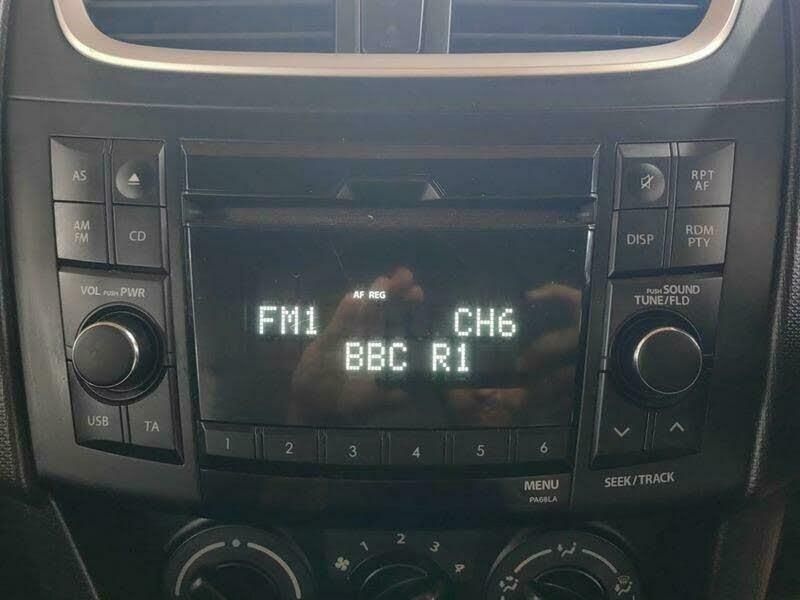 AS
AM
FM
CD
VOL PUSH PWR
USB
TA
AF REG
FM1 CH6
BBC R1
1 2 3 4 5 6
MENU
PA68LA
RPT
AF
DISP
RDM
PTY
PUSH SOUND
TUNE/FLD
SEEK/TRACK
1 2 3 4